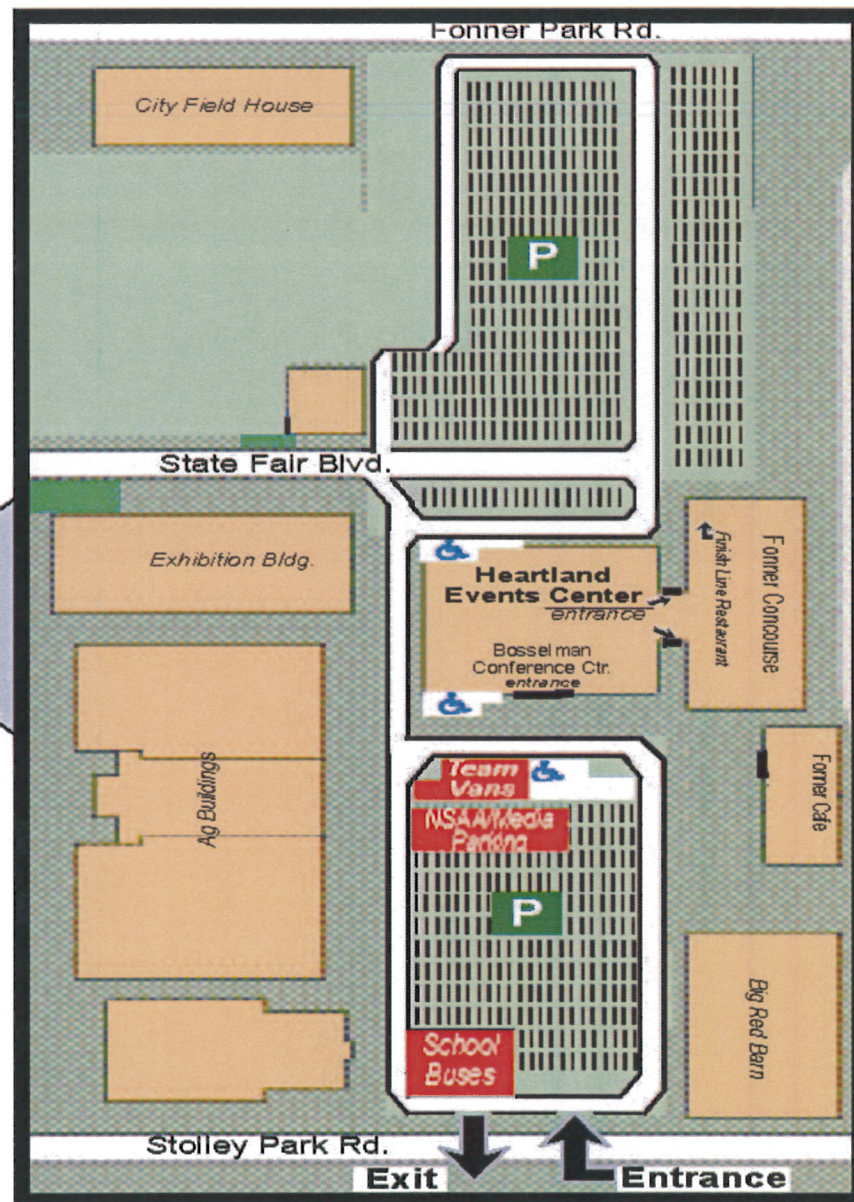 Fonner Park Rd.
City Field House
P
State Fair Blvd.
Exhibition Bldg.
Heartland
Events Center
entrance
Bosselman
Conference Ctr.
entrance
Fonner Concourse
Finish Line Restaurant
Team
Vans
NSAA/Media
Parking
Fonner Cafe
Ag Buildings
P
School
Buses
Big Red Barn
Stolley Park Rd.
Exit
Entrance